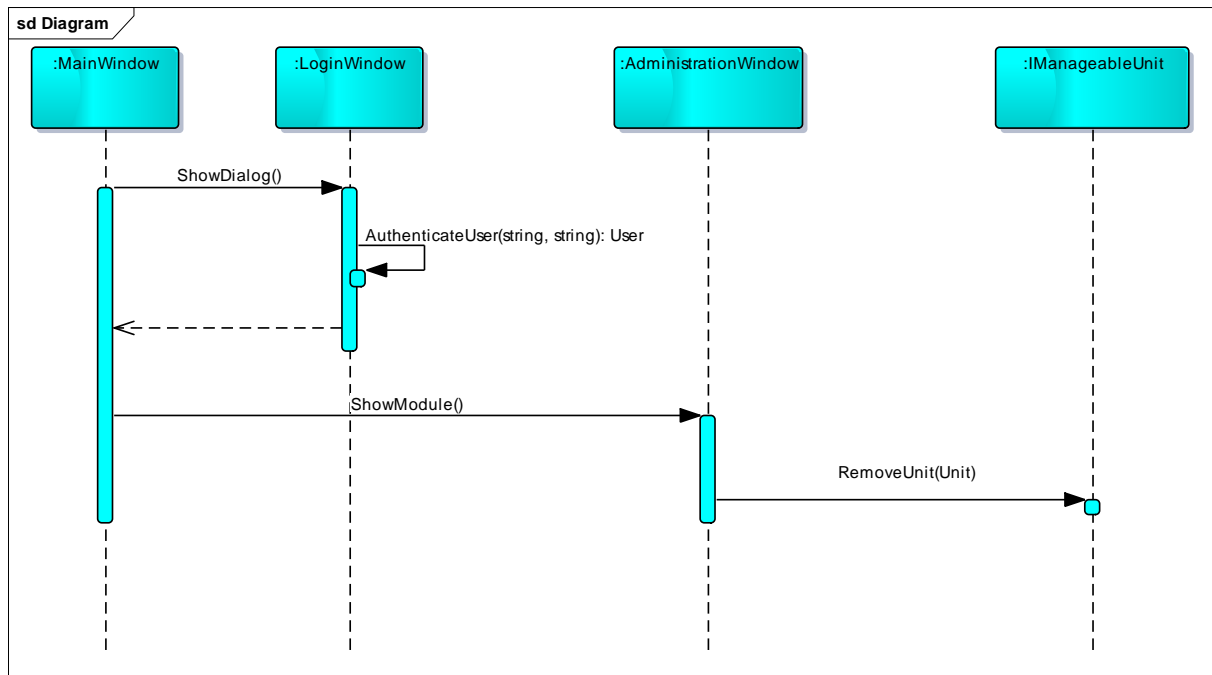 sd Diagram
:MainWindow
:LoginWindow
:AdministrationWindow
:IManageableUnit
ShowDialog()
AuthenticateUser(string, string): User
ShowModule()
RemoveUnit(Unit)